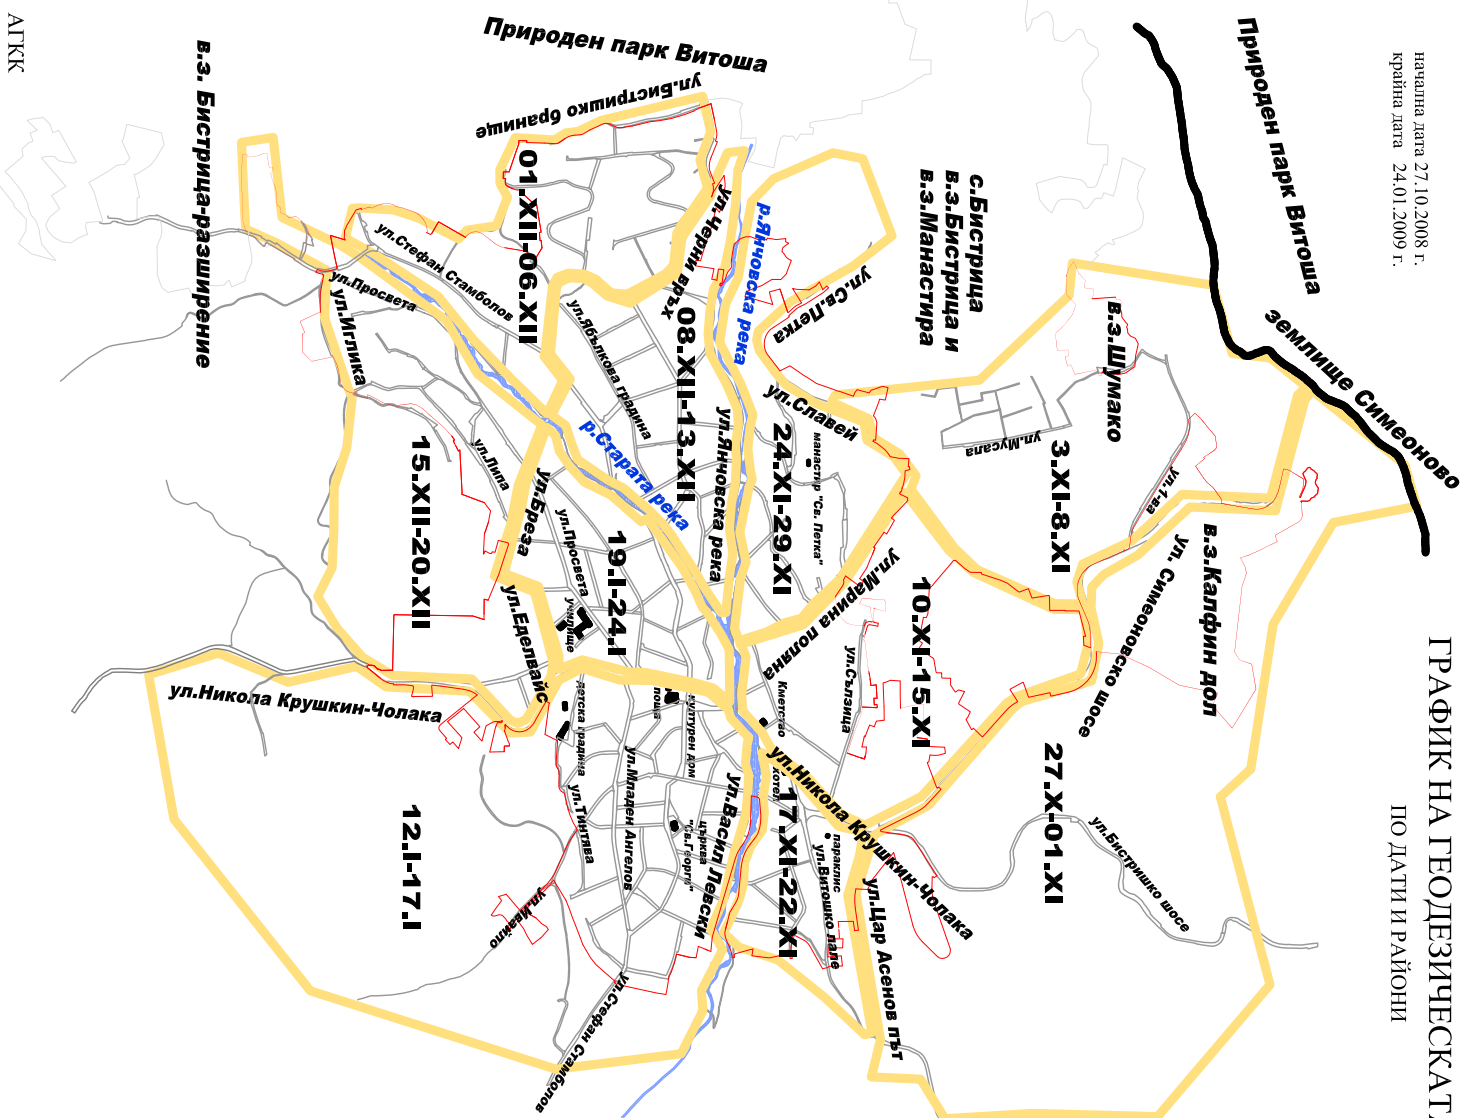 ГРАФИК НА ГЕОДЕЗИЧЕСКАТА
ПО ДАТИ И РАЙОНИ
начална дата 27.10.2008 г.
крайна дата 24.01.2009 г.
АГКК
Природен парк Витоша
землище Симеоново
Природен парк Витоша
в.з. Бистрица-разширение
с.Бистрица
в.з.Бистрица и
в.з.Манастира
в.з.Шумако
в.з.Калфин дол
ул.Мусала
ул.1-ва
ул. Симеоновско шосе
ул.Бистришко шосе
3.XI-8.XI
10.XI-15.XI
27.X-01.XI
ул.Бистришко бранище
01.XII-06.XII
ул.Черни връх
р.Янчовска река
ул.Св.Петка
ул.Славей
манастир "Св. Петка"
24.XI-29.XI
08.XII-13.XII
ул.Янчовска река
ул.Ябълкова градина
ул.Стефан Стамболов
ул.Просвета
ул.Иглика
р.Старата река
ул.Липа
ул.Бреза
ул.Просвета
училище
19.I-24.I
15.XII-20.XII
ул.Еделвайс
ул.Марина поляна
ул.Сълзица
Кметство
хотел
ул.Никола Крушкин-Чолака
17.XI-22.XI
параклис
ул.Витошко лале
ул.Цар Асенов път
ул.Никола Крушкин-Чолака
детска градина
поща
културен дом
ул.Васил Левски
църква
"Св.Георги"
ул.Младен Ангелов
ул.Тинтява
ул.Ивайло
12.I-17.I
ул.Стефан Стамболов